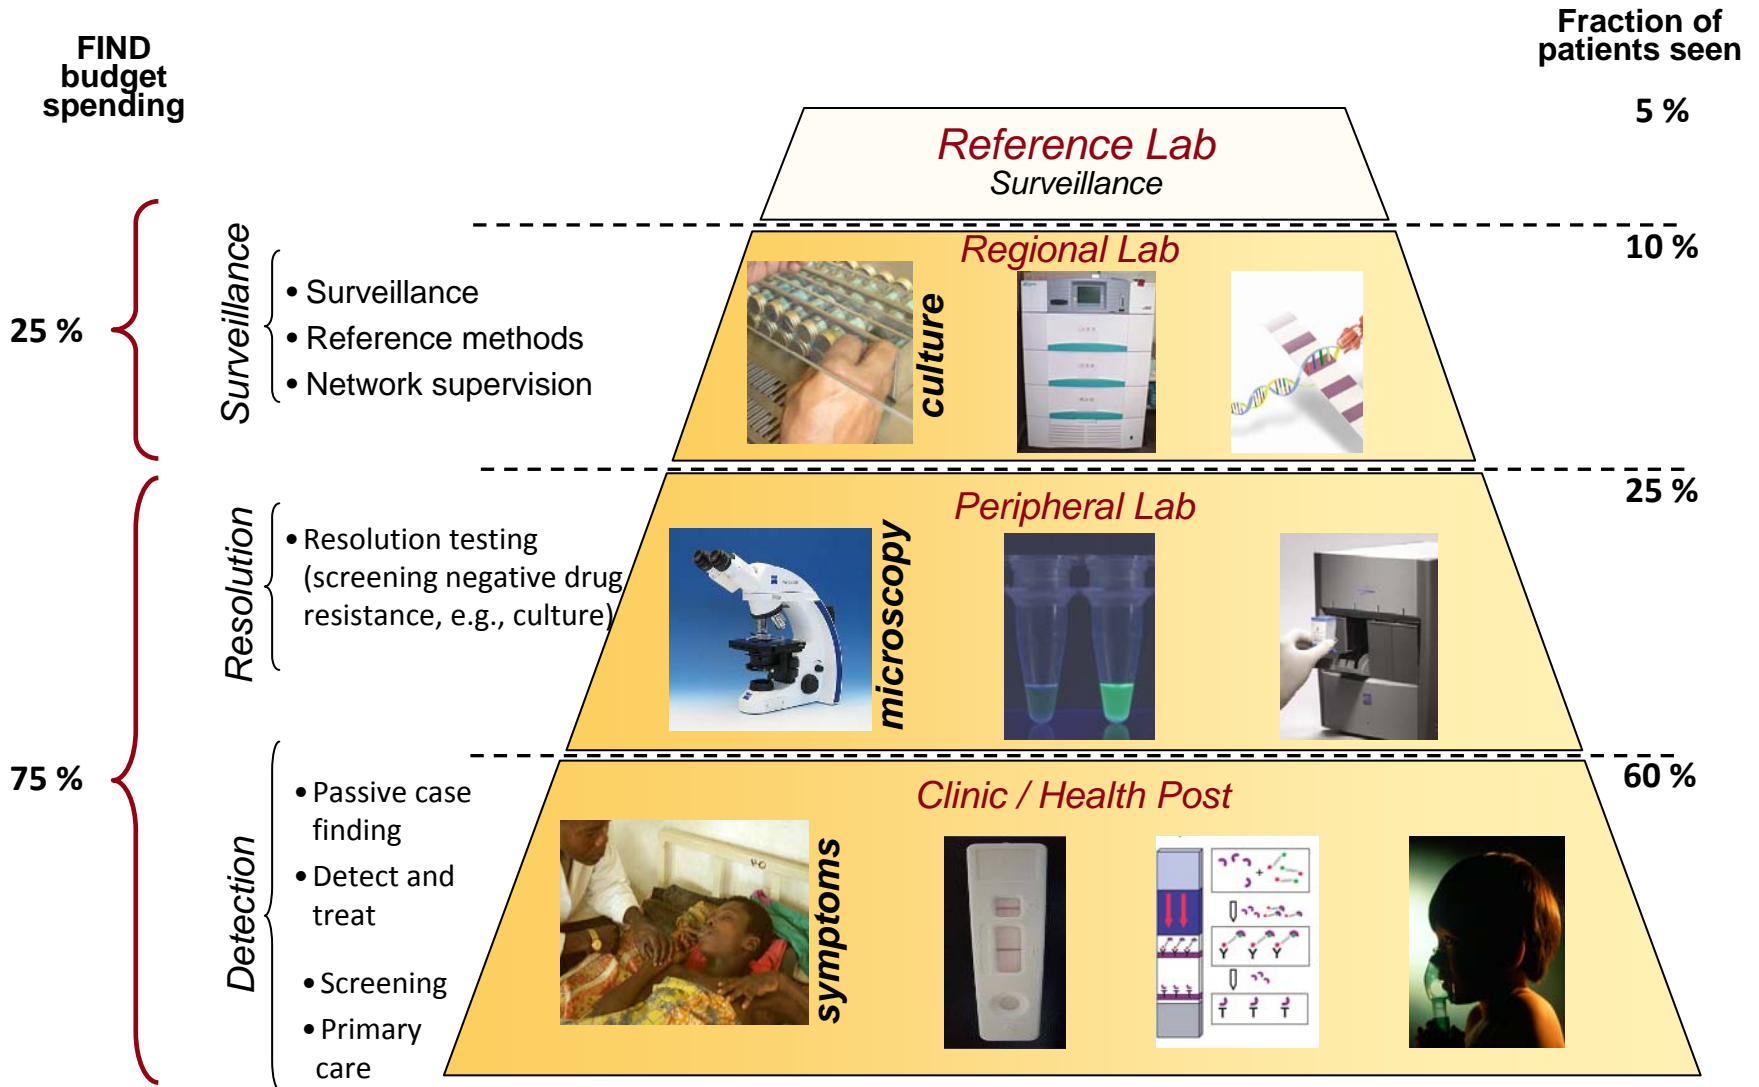 FIND
budget
spending
Fraction of
patients seen
5 %
Reference Lab
Surveillance
25 %
Surveillance
• Surveillance
• Reference methods
• Network supervision
Regional Lab
culture
10 %
75 %
Resolution
• Resolution testing
(screening negative drug
resistance, e.g., culture)
Peripheral Lab
microscopy
25 %
Detection
• Passive case
finding
• Detect and
treat
• Screening
• Primary
care
Clinic / Health Post
symptoms
60 %